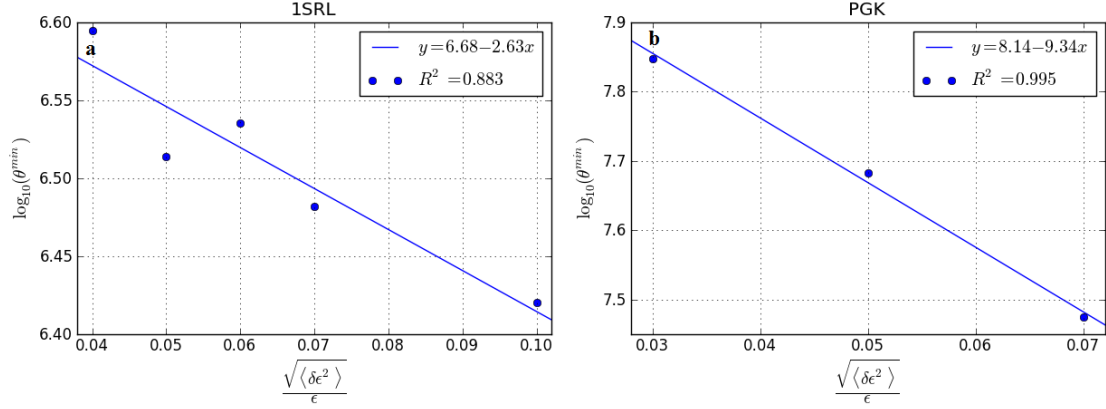 1SRL
a
y=6.68−2.63x
R² =0.883
6.60
6.55
6.50
6.45
6.40
log₁₀(θᵐⁱⁿ)
0.04 0.05 0.06 0.07 0.08 0.09 0.10
√⟨δϵ²⟩
ϵ
PGK
b
y=8.14−9.34x
R² =0.995
7.9
7.8
7.7
7.6
7.5
log₁₀(θᵐⁱⁿ)
0.03 0.04 0.05 0.06 0.07
√⟨δϵ²⟩
ϵ